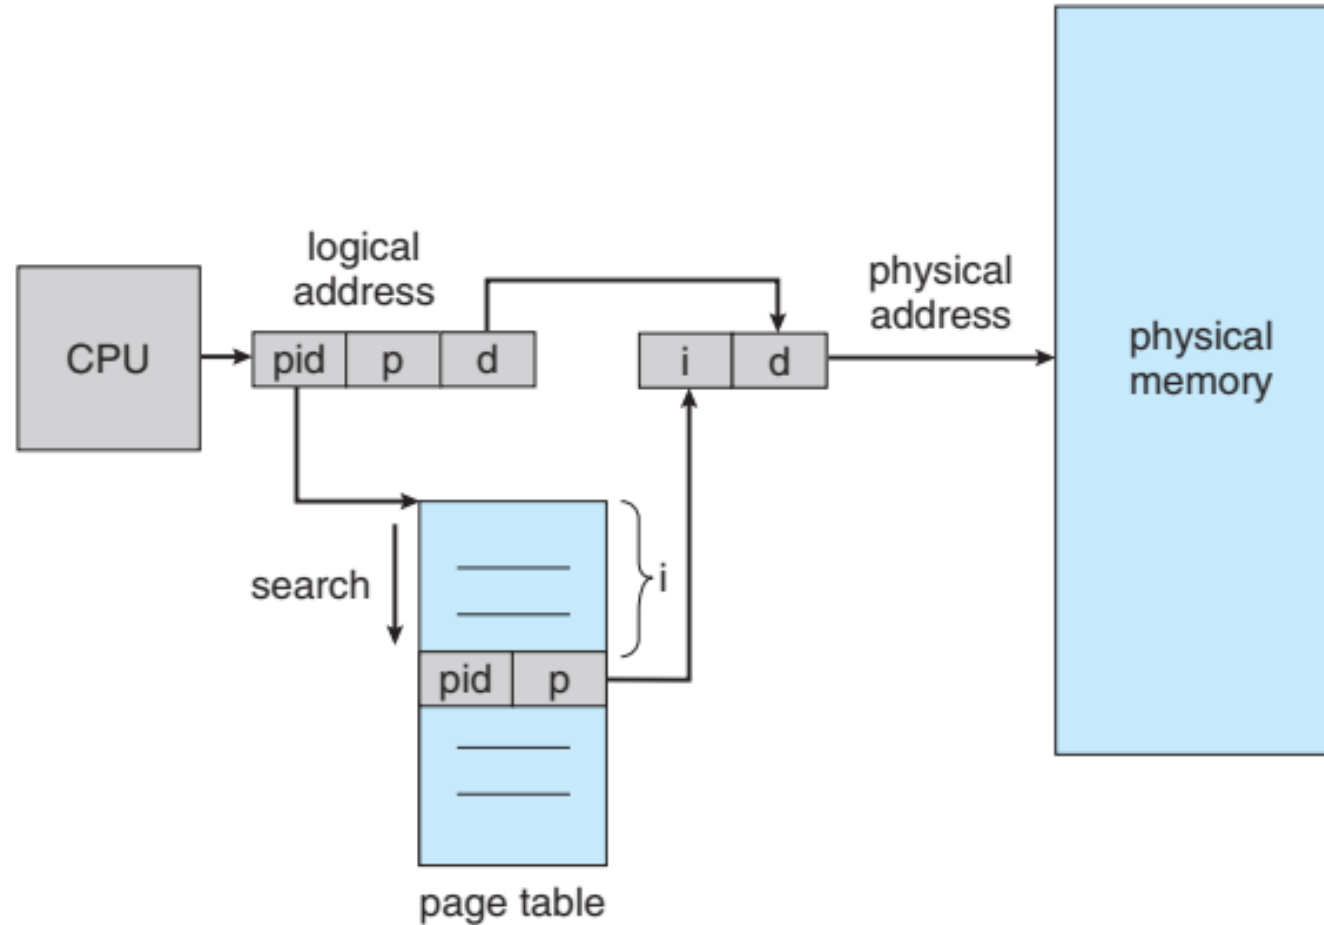 logical
address
physical
address
CPU
pid p d
i d
physical
memory
search
i
pid p
page table